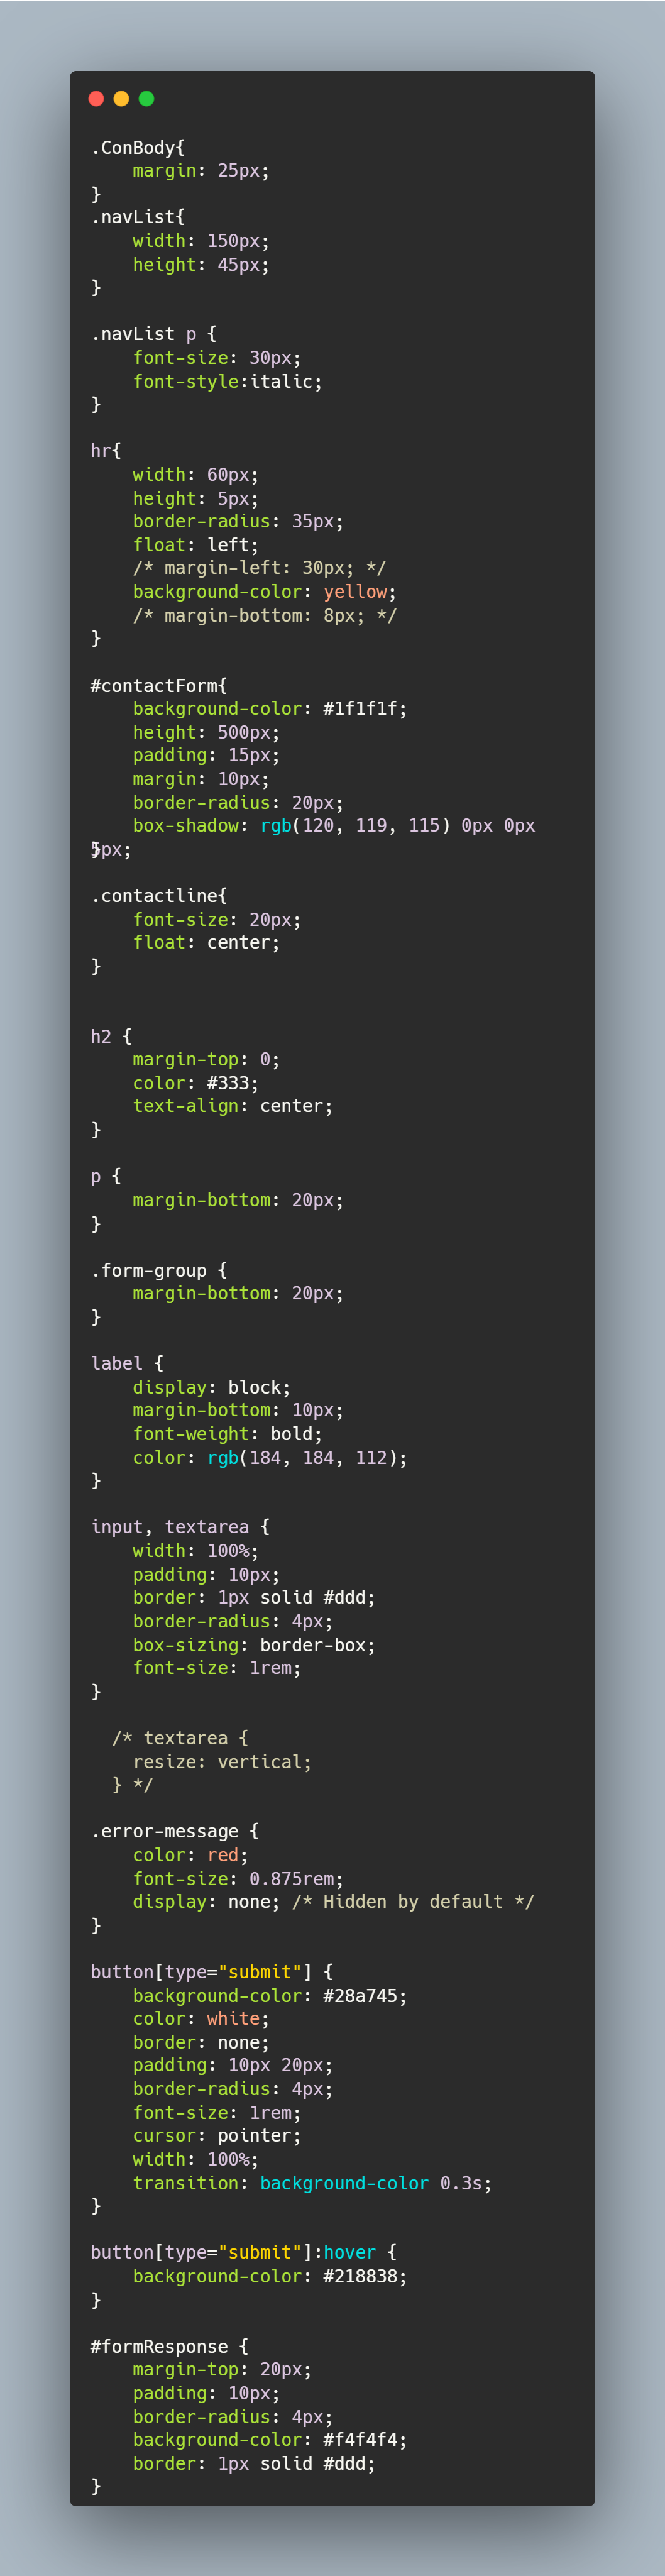 .ConBody{
    margin: 25px;
}
.navList{
    width: 150px;
    height: 45px;
}

.navList p {
    font-size: 30px;
    font-style:italic;
}

hr{
    width: 60px;
    height: 5px;
    border-radius: 35px;
    float: left;
    /* margin-left: 30px; */
    background-color: yellow;
    /* margin-bottom: 8px; */
}

#contactForm{
    background-color: #1f1f1f;
    height: 500px;
    padding: 15px;
    margin: 10px;
    border-radius: 20px;
    box-shadow: rgb(120, 119, 115) 0px 0px
5px;
}

.contactline{
    font-size: 20px;
    float: center;
}


h2 {
    margin-top: 0;
    color: #333;
    text-align: center;
}

p {
    margin-bottom: 20px;
}

.form-group {
    margin-bottom: 20px;
}

label {
    display: block;
    margin-bottom: 10px;
    font-weight: bold;
    color: rgb(184, 184, 112);
}

input, textarea {
    width: 100%;
    padding: 10px;
    border: 1px solid #ddd;
    border-radius: 4px;
    box-sizing: border-box;
    font-size: 1rem;
}

  /* textarea {
    resize: vertical;
  } */

.error-message {
    color: red;
    font-size: 0.875rem;
    display: none; /* Hidden by default */
}

button[type="submit"] {
    background-color: #28a745;
    color: white;
    border: none;
    padding: 10px 20px;
    border-radius: 4px;
    font-size: 1rem;
    cursor: pointer;
    width: 100%;
    transition: background-color 0.3s;
}

button[type="submit"]:hover {
    background-color: #218838;
}

#formResponse {
    margin-top: 20px;
    padding: 10px;
    border-radius: 4px;
    background-color: #f4f4f4;
    border: 1px solid #ddd;
}